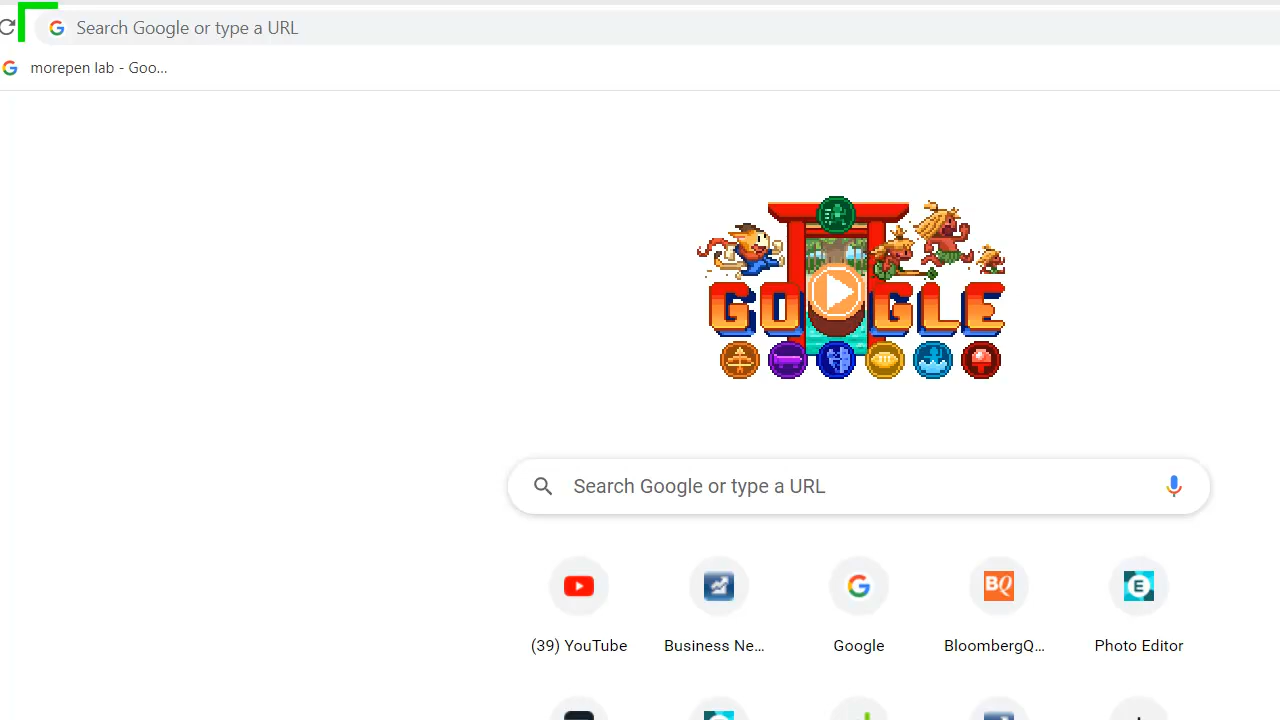 Search Google or type a URL
morepen lab - Goo...
GOOGLE
Search Google or type a URL
(39) YouTube
Business Ne...
Google
BloombergQ...
Photo Editor
BQ
E